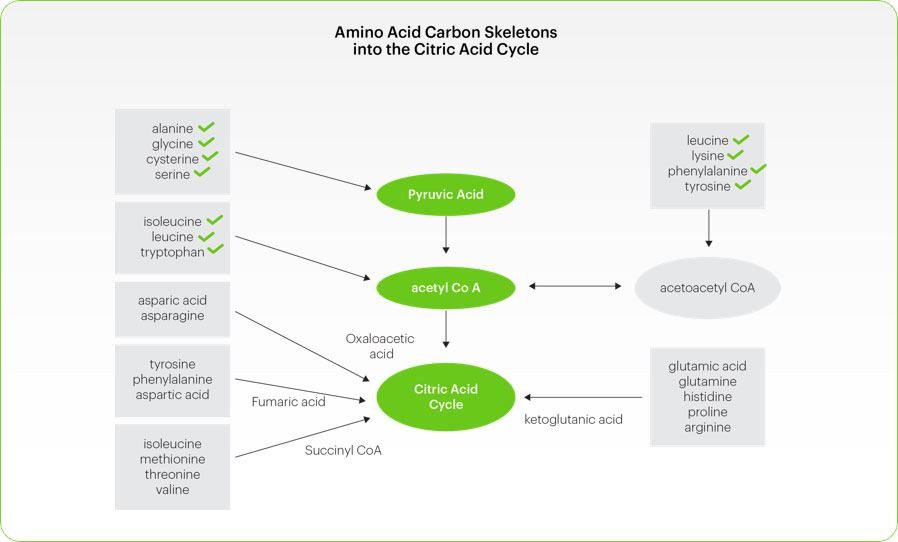 Amino Acid Carbon Skeletons
into the Citric Acid Cycle
alanine
glycine
cysterine
serine
isoleucine
leucine
tryptophan
asparic acid
asparagine
tyrosine
phenylalanine
aspartic acid
isoleucine
methionine
threonine
valine
Pyruvic Acid
acetyl Co A
Oxaloacetic
acid
Fumaric acid
Succinyl CoA
Citric Acid
Cycle
leucine
lysine
phenylalanine
tyrosine
acetoacetyl CoA
ketoglutanic acid
glutamic acid
glutamine
histidine
proline
arginine